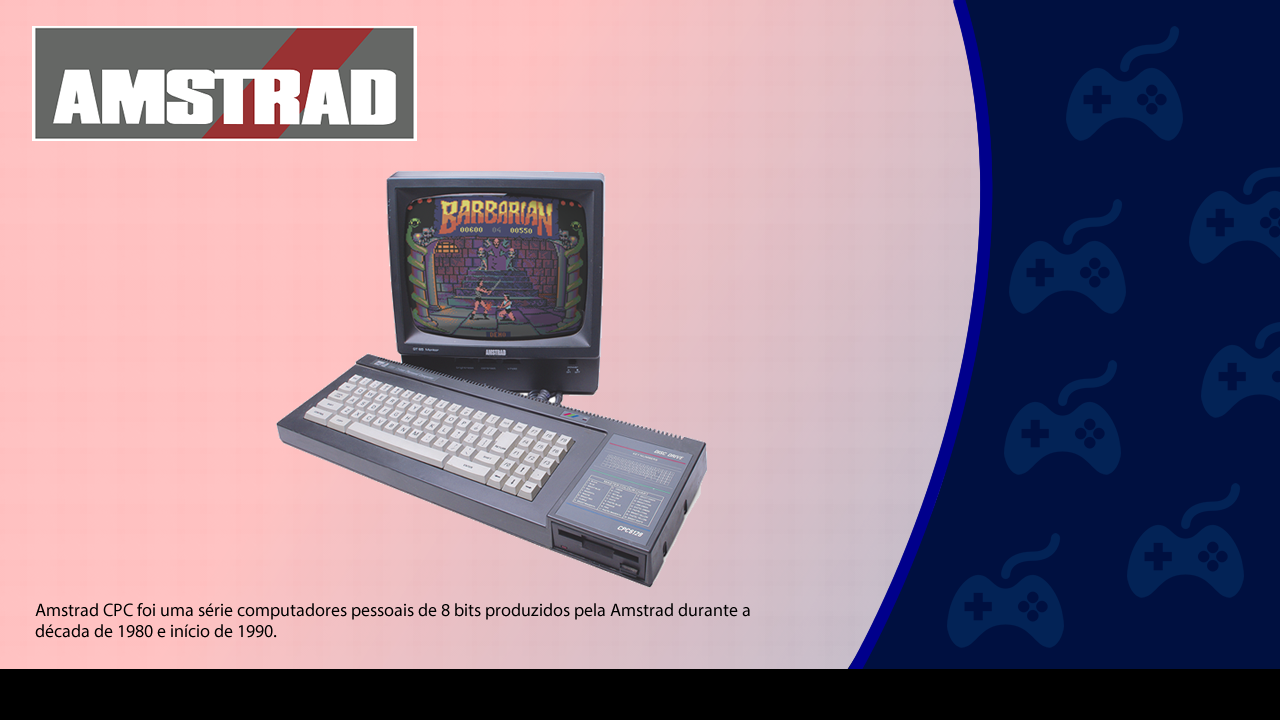 AMSTRAD
BARBARIAN
00600 04 00550
AMSTRAD
DISC DRIVE
CPC6128
Amstrad CPC foi uma série computadores pessoais de 8 bits produzidos pela Amstrad durante a
década de 1980 e início de 1990.